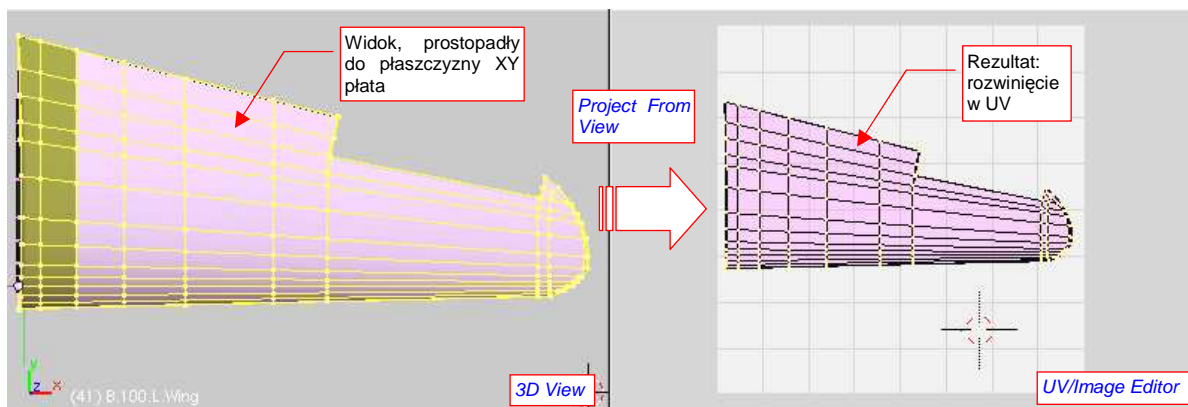 Widok, prostopadły
do płaszczyzny XY
płata
Project From
View
Rezultat:
rozwinięcie
w UV
y
z
x
(41) B.100.L.Wing
3D View
UV/Image Editor